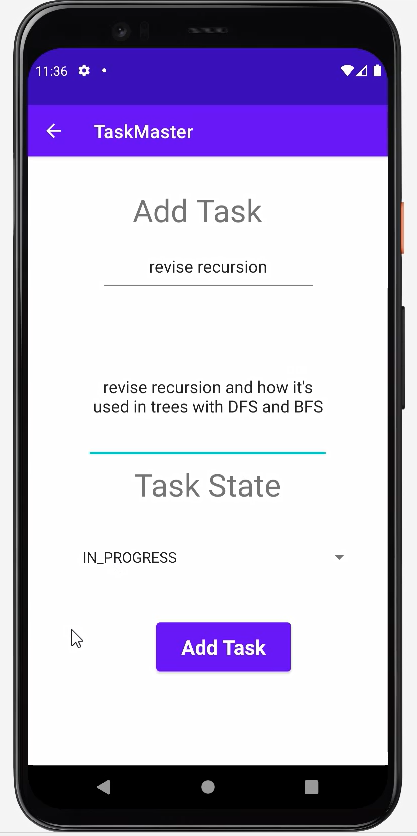 11:36
TaskMaster
Add Task
revise recursion
revise recursion and how it's
used in trees with DFS and BFS
Task State
IN_PROGRESS
Add Task